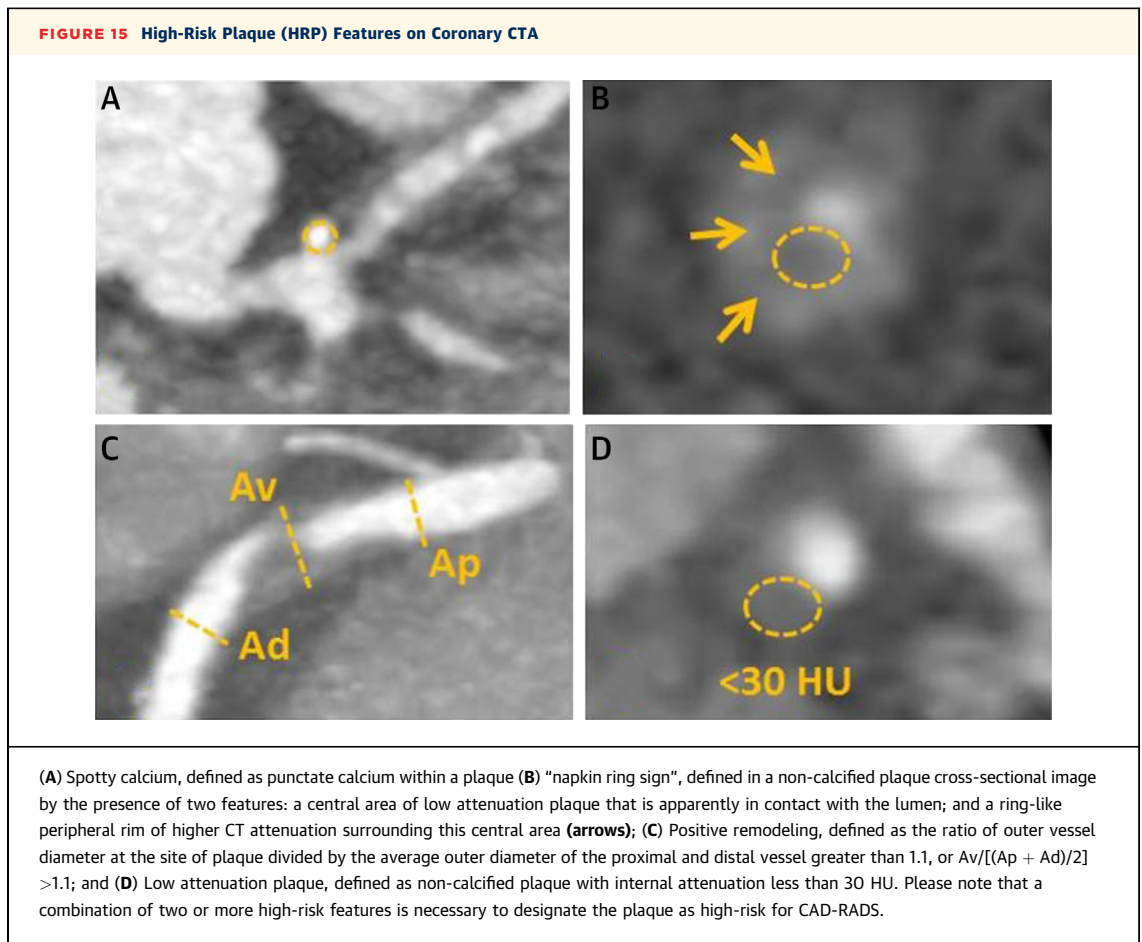 FIGURE 15 High-Risk Plaque (HRP) Features on Coronary CTA
A
B
C
Av
Ap
Ad
D
<30 HU
(A) Spotty calcium, defined as punctate calcium within a plaque (B) “napkin ring sign”, defined in a non-calcified plaque cross-sectional image
by the presence of two features: a central area of low attenuation plaque that is apparently in contact with the lumen; and a ring-like
peripheral rim of higher CT attenuation surrounding this central area (arrows); (C) Positive remodeling, defined as the ratio of outer vessel
diameter at the site of plaque divided by the average outer diameter of the proximal and distal vessel greater than 1.1, or Av/[(Ap + Ad)/2]
>1.1; and (D) Low attenuation plaque, defined as non-calcified plaque with internal attenuation less than 30 HU. Please note that a
combination of two or more high-risk features is necessary to designate the plaque as high-risk for CAD-RADS.